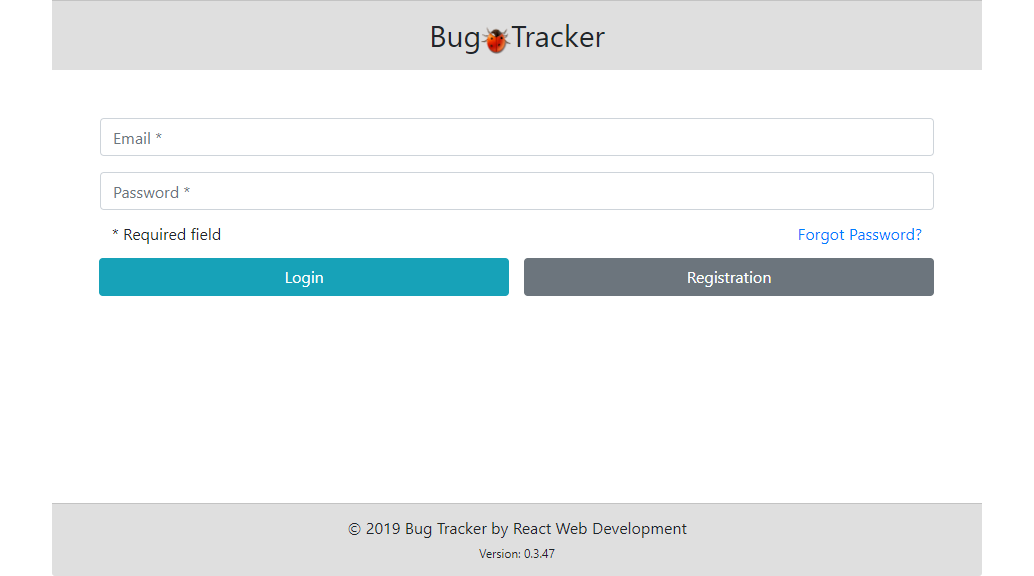 Bug Tracker
Email *
Password *
* Required field Forgot Password?
Login Registration
© 2019 Bug Tracker by React Web Development
Version: 0.3.47